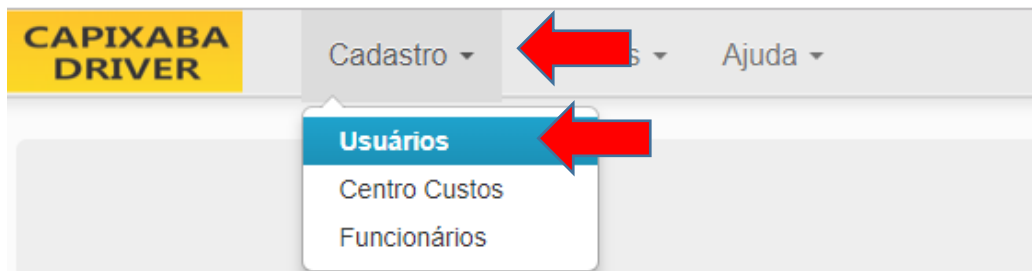 CAPIXABA
DRIVER
Cadastro
s
Ajuda
Usuários
Centro Custos
Funcionários